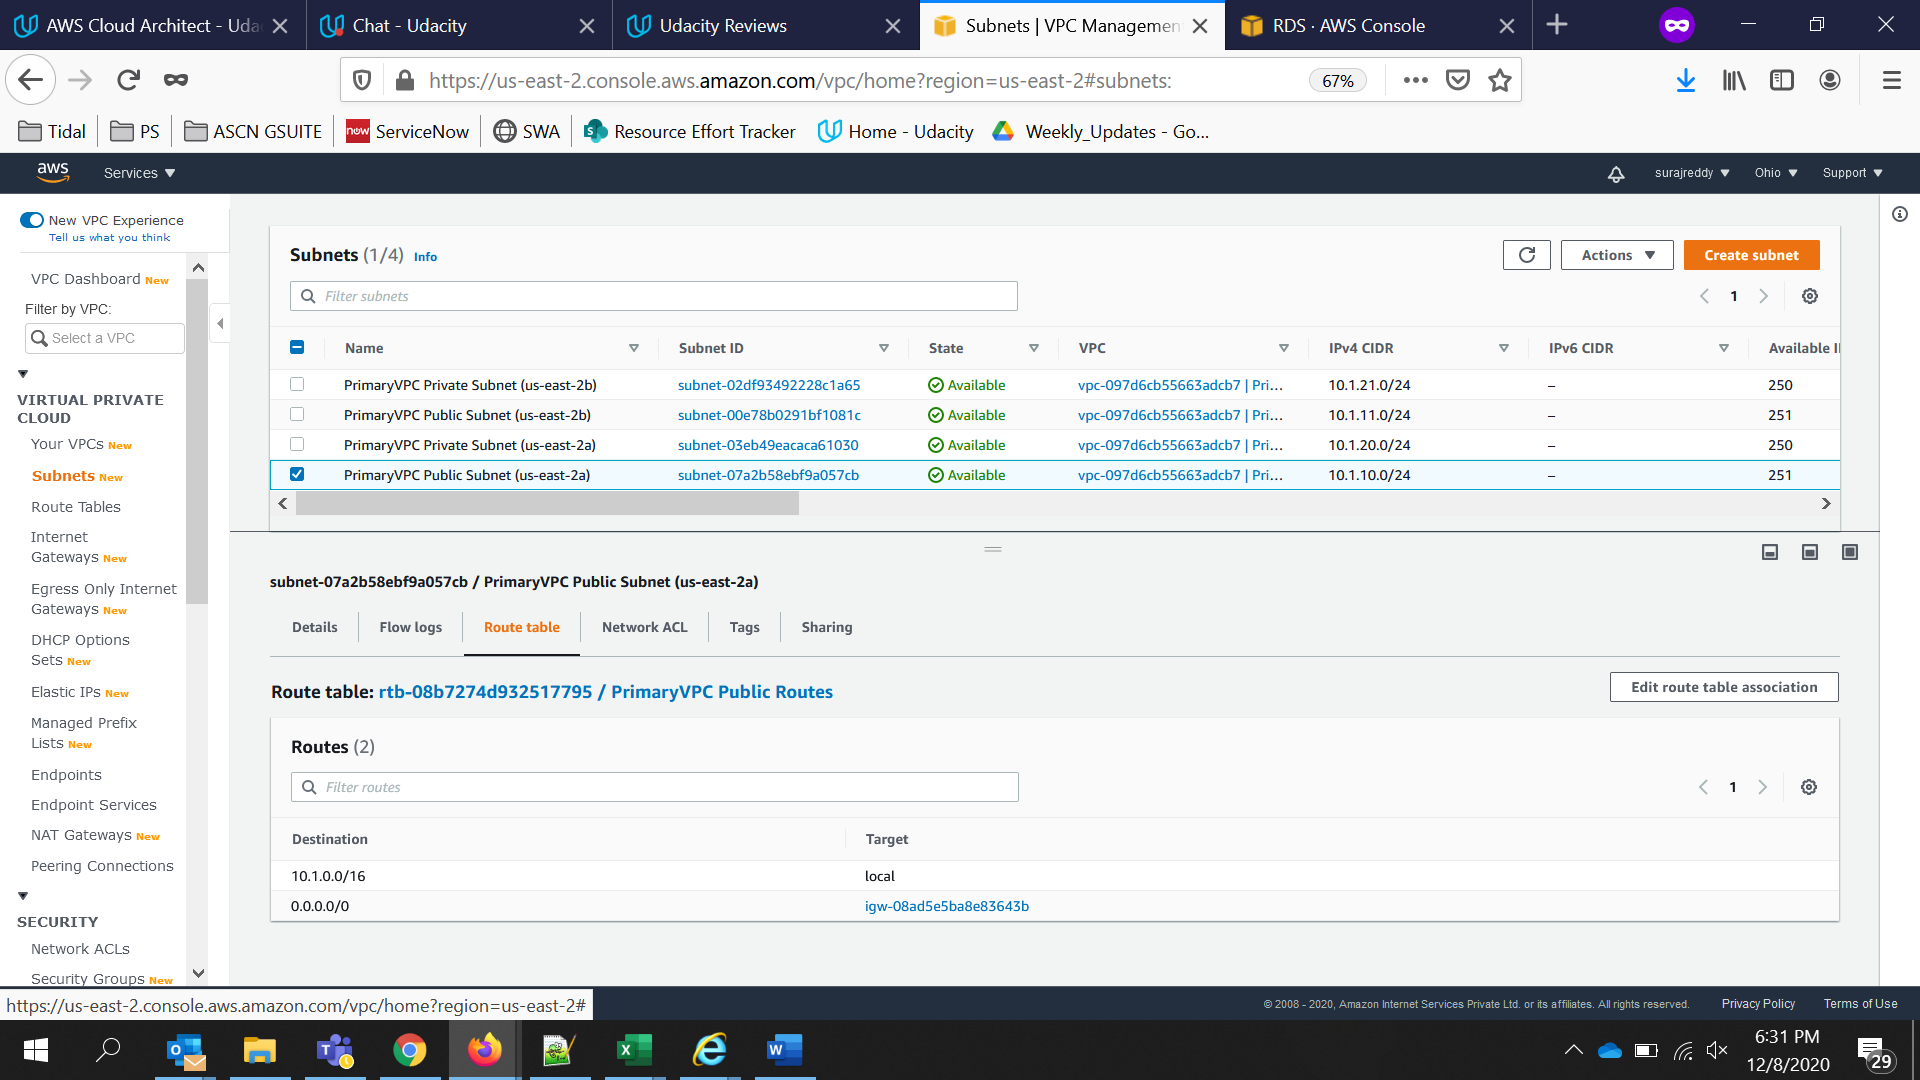 AWS Cloud Architect - Uda
Chat - Udacity
Udacity Reviews
Subnets | VPC Managemen
RDS · AWS Console
https://us-east-2.console.aws.amazon.com/vpc/home?region=us-east-2#subnets:
67%
Tidal
PS
ASCN GSUITE
now ServiceNow
SWA
Resource Effort Tracker
Home - Udacity
Weekly_Updates - Go...
aws
Services
surajreddy
Ohio
Support
New VPC Experience
Tell us what you think
VPC Dashboard New
Filter by VPC:
Select a VPC
VIRTUAL PRIVATE
CLOUD
Your VPCs New
Subnets New
Route Tables
Internet
Gateways New
Egress Only Internet
Gateways New
DHCP Options
Sets New
Elastic IPs New
Managed Prefix
Lists New
Endpoints
Endpoint Services
NAT Gateways New
Peering Connections
SECURITY
Network ACLs
Security Groups New
Subnets (1/4) Info
Actions
Create subnet
Filter subnets
1
Name Subnet ID State VPC IPv4 CIDR IPv6 CIDR Available I
PrimaryVPC Private Subnet (us-east-2b) subnet-02df93492228c1a65 Available vpc-097d6cb55663adcb7 | Pri... 10.1.21.0/24 – 250
PrimaryVPC Public Subnet (us-east-2b) subnet-00e78b0291bf1081c Available vpc-097d6cb55663adcb7 | Pri... 10.1.11.0/24 – 251
PrimaryVPC Private Subnet (us-east-2a) subnet-03eb49eacaca61030 Available vpc-097d6cb55663adcb7 | Pri... 10.1.20.0/24 – 250
PrimaryVPC Public Subnet (us-east-2a) subnet-07a2b58ebf9a057cb Available vpc-097d6cb55663adcb7 | Pri... 10.1.10.0/24 – 251
subnet-07a2b58ebf9a057cb / PrimaryVPC Public Subnet (us-east-2a)
Details Flow logs Route table Network ACL Tags Sharing
Route table: rtb-08b7274d932517795 / PrimaryVPC Public Routes
Edit route table association
Routes (2)
Filter routes
1
Destination Target
10.1.0.0/16 local
0.0.0.0/0 igw-08ad5e5ba8e83643b
https://us-east-2.console.aws.amazon.com/vpc/home?region=us-east-2#
© 2008 - 2020, Amazon Internet Services Private Ltd. or its affiliates. All rights reserved.
Privacy Policy
Terms of Use
6:31 PM
12/8/2020
29